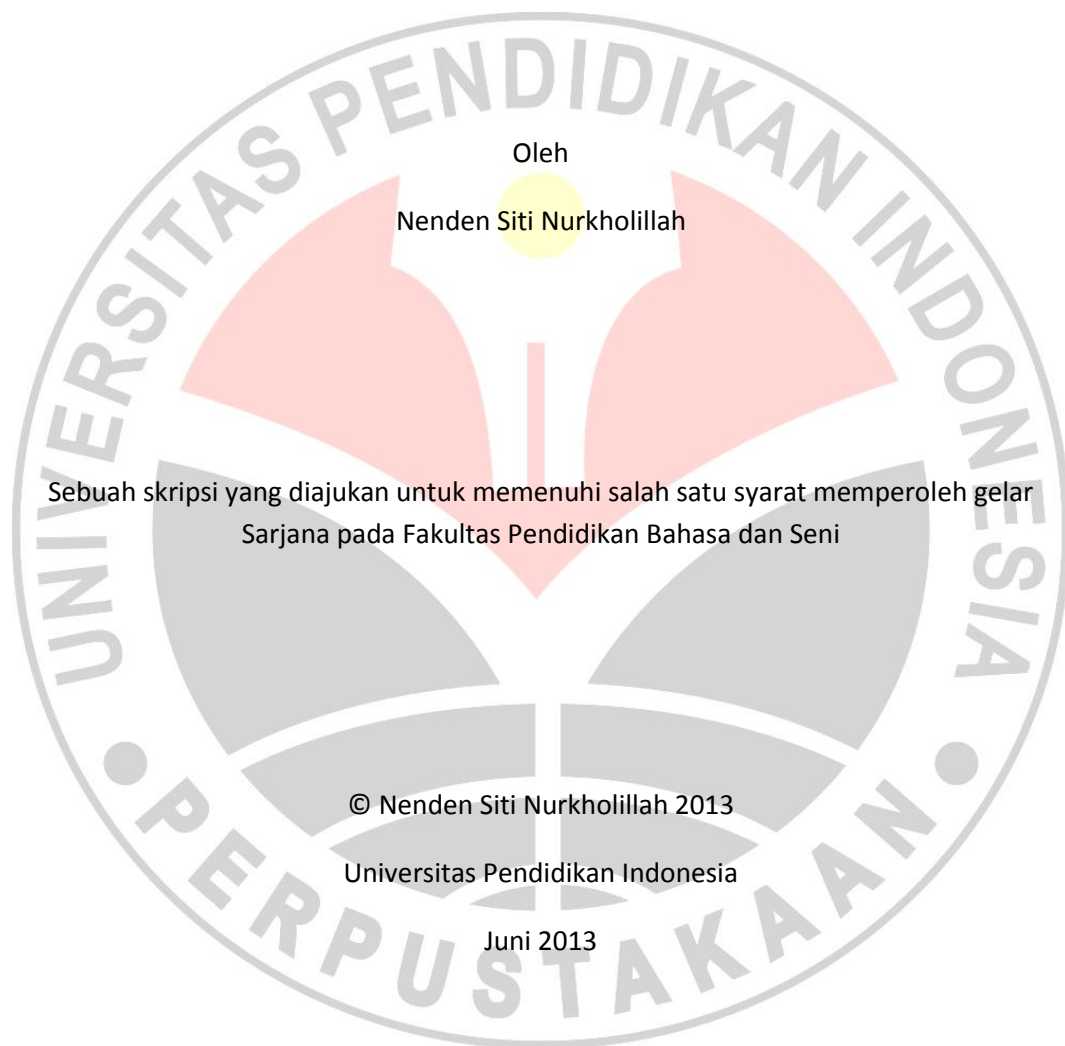 UNIVERSITAS PENDIDIKAN INDONESIA
Oleh
Nenden Siti Nurkholillah
Sebuah skripsi yang diajukan untuk memenuhi salah satu syarat memperoleh gelar
Sarjana pada Fakultas Pendidikan Bahasa dan Seni
© Nenden Siti Nurkholillah 2013
Universitas Pendidikan Indonesia
Juni 2013
PERPUSTAKAAN